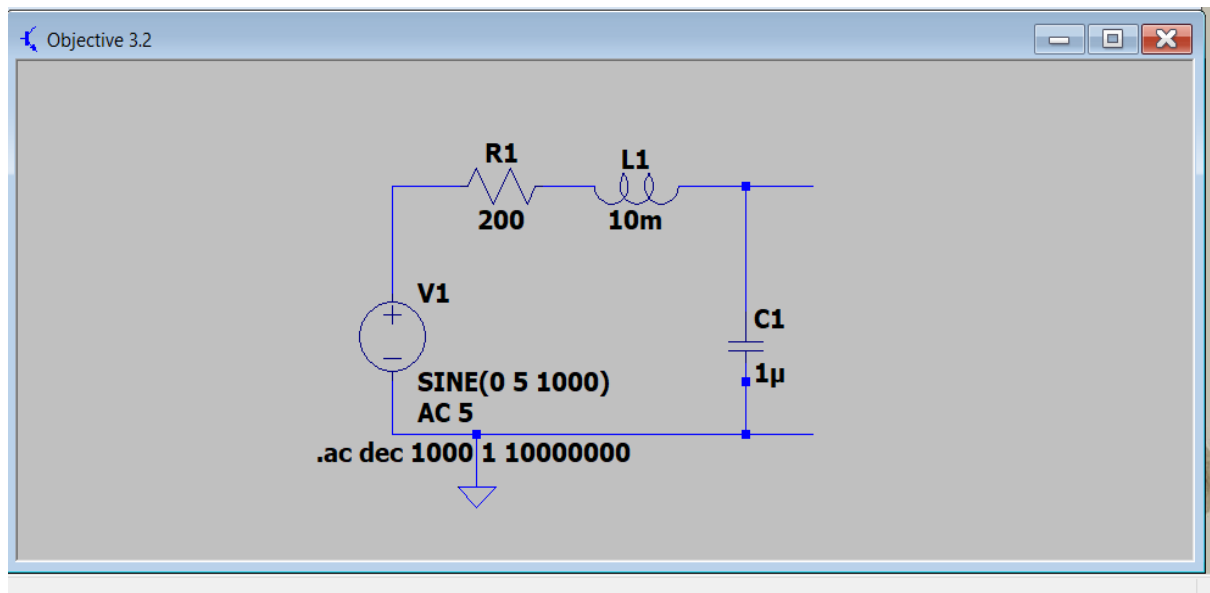 Objective 3.2
R1
L1
200
10m
V1
C1
1µ
SINE(0 5 1000)
AC 5
.ac dec 1000 1 10000000